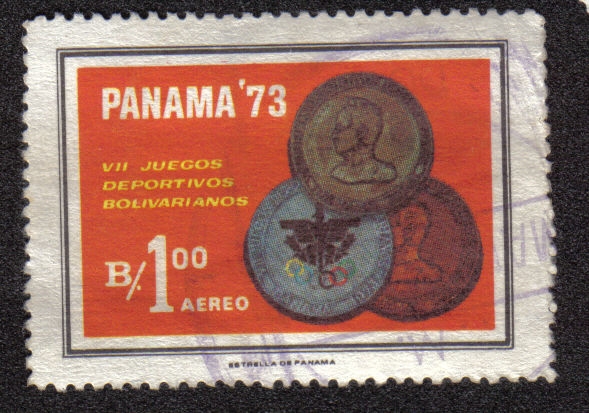 PANAMA '73
VII JUEGOS
DEPORTIVOS
BOLIVARIANOS
B/. 1 00
AEREO
ESTRELLA DE PANAMA